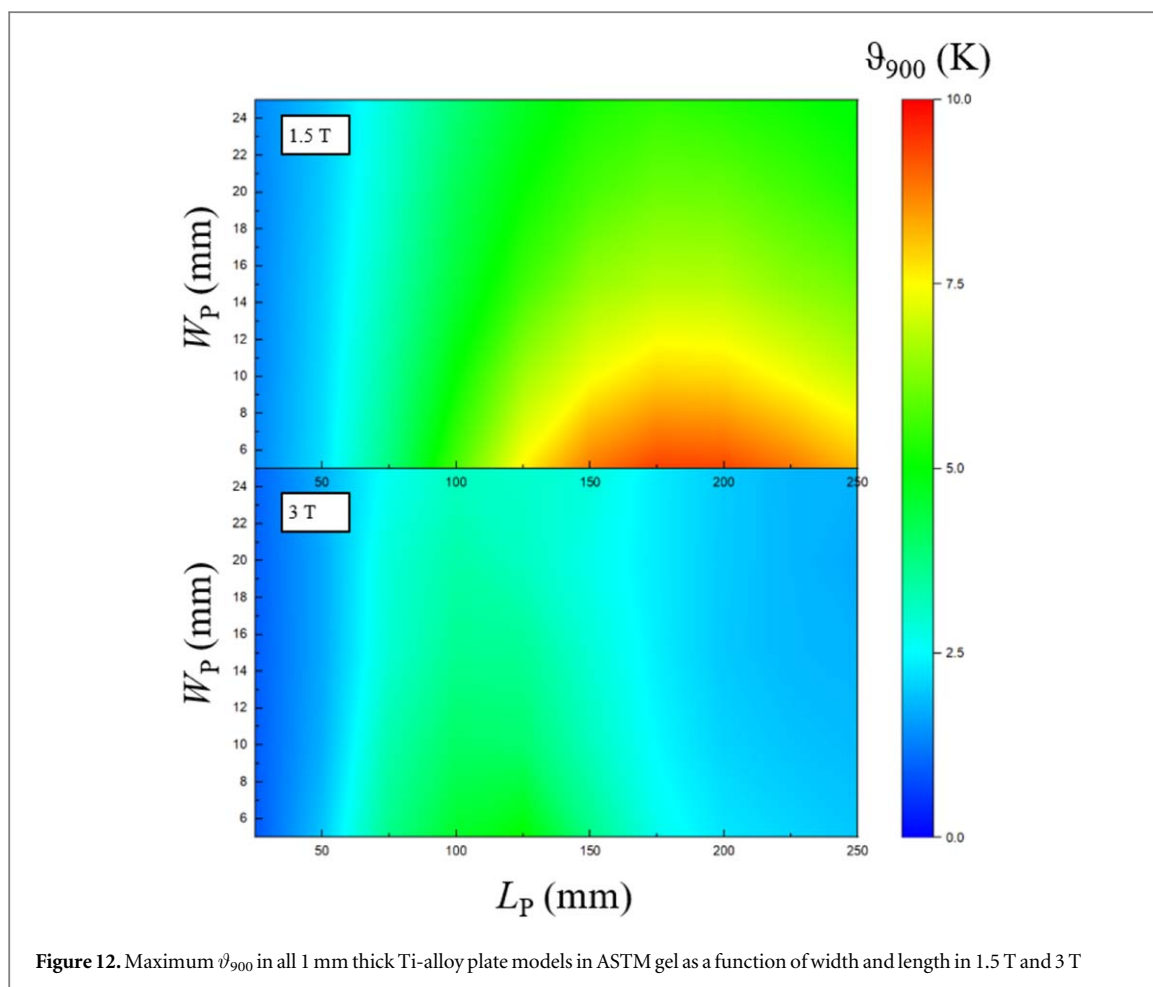 ϑ900 (K)
10.0
7.5
5.0
2.5
0.0
1.5 T
24
22
20
18
16
14
12
10
8
6
WP (mm)
50 100 150 200 250
3 T
24
22
20
18
16
14
12
10
8
6
WP (mm)
50 100 150 200 250
LP (mm)
Figure 12. Maximum ϑ900 in all 1 mm thick Ti-alloy plate models in ASTM gel as a function of width and length in 1.5 T and 3 T